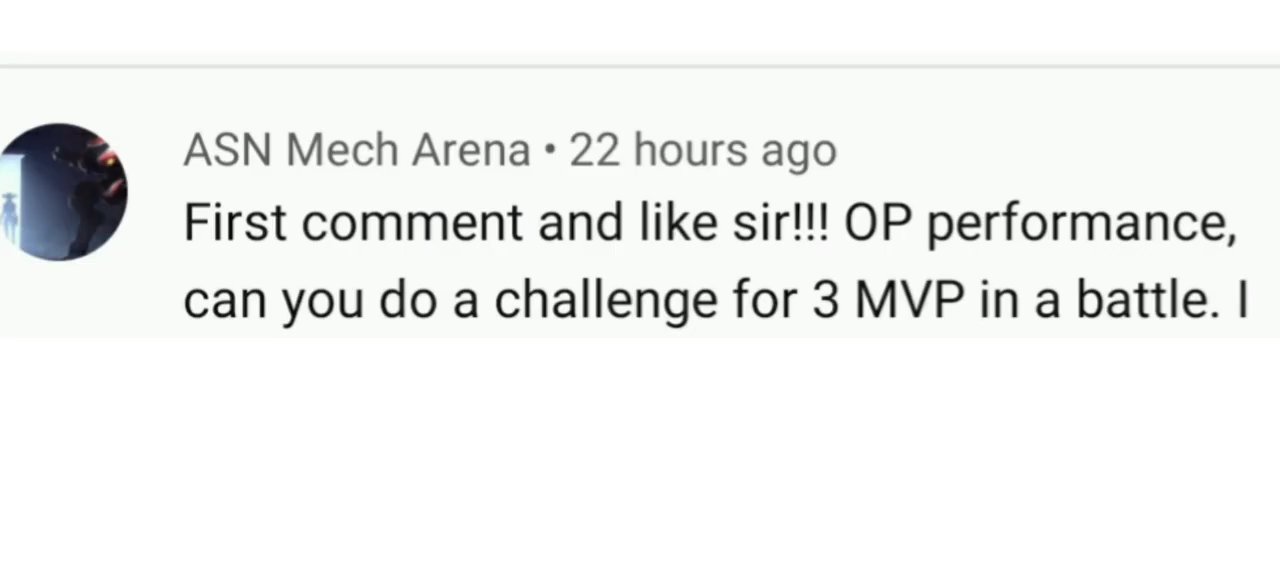 ASN Mech Arena • 22 hours ago
First comment and like sir!!! OP performance,
can you do a challenge for 3 MVP in a battle. I